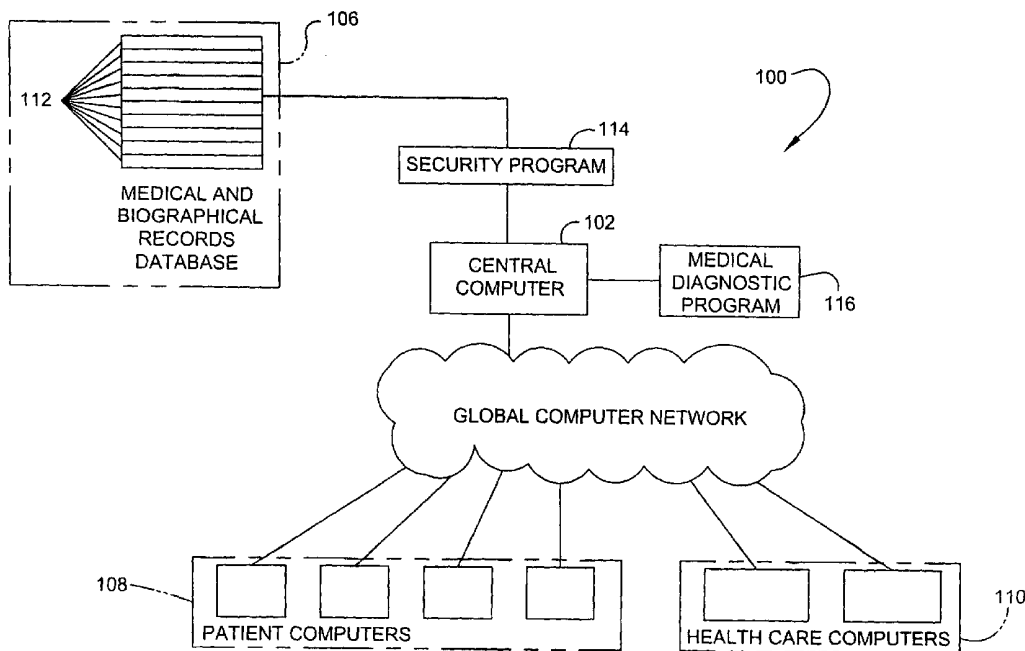 106
112
MEDICAL AND
BIOGRAPHICAL
RECORDS
DATABASE
100
114
SECURITY PROGRAM
102
CENTRAL
COMPUTER
MEDICAL
DIAGNOSTIC
PROGRAM
116
GLOBAL COMPUTER NETWORK
108
PATIENT COMPUTERS
HEALTH CARE COMPUTERS
110